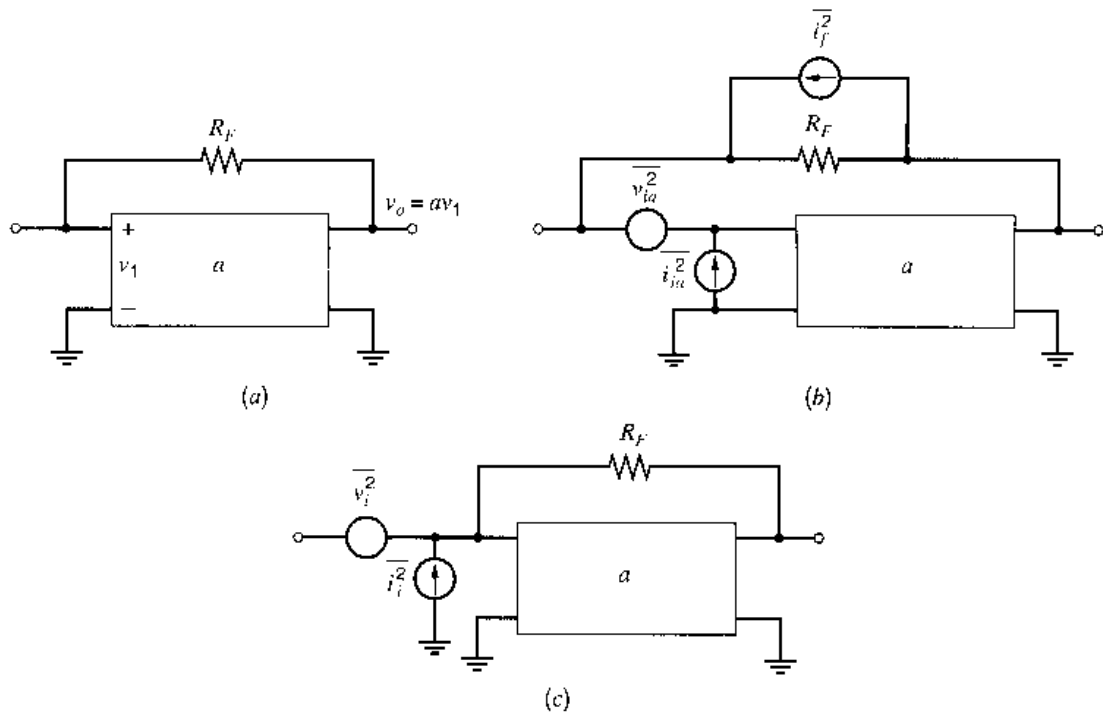 R_F
v_o = av_1
+
v_1
a
−
(a)
\overline{i_f^2}
R_F
\overline{v_{ia}^2}
\overline{i_{ia}^2}
a
(b)
R_F
\overline{v_i^2}
\overline{i_i^2}
a
(c)